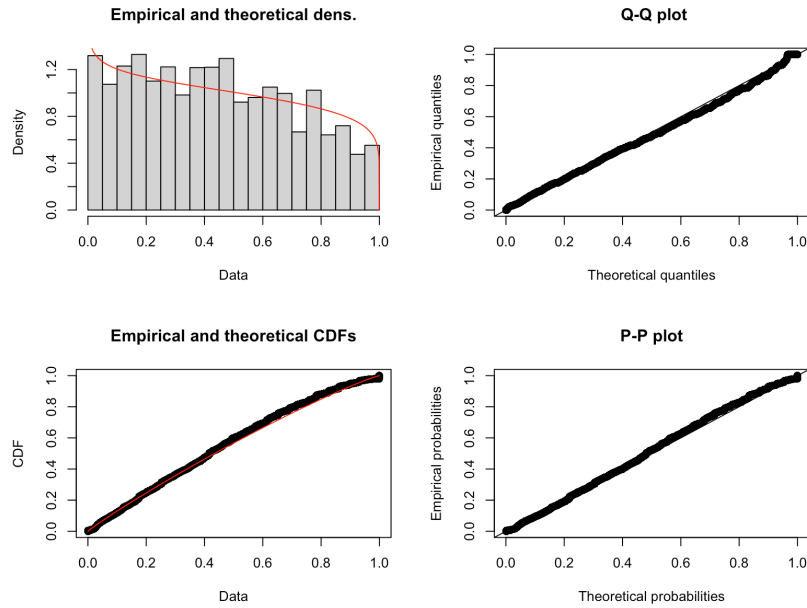 Empirical and theoretical dens.
Density
0.0 0.4 0.8 1.2
0.0 0.2 0.4 0.6 0.8 1.0
Data
Q-Q plot
Empirical quantiles
0.0 0.2 0.4 0.6 0.8 1.0
0.0 0.2 0.4 0.6 0.8 1.0
Theoretical quantiles
Empirical and theoretical CDFs
CDF
0.0 0.2 0.4 0.6 0.8 1.0
0.0 0.2 0.4 0.6 0.8 1.0
Data
P-P plot
Empirical probabilities
0.0 0.2 0.4 0.6 0.8 1.0
0.0 0.2 0.4 0.6 0.8 1.0
Theoretical probabilities